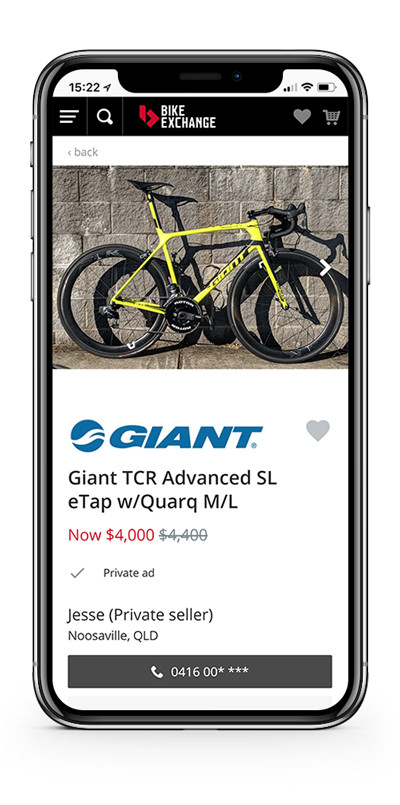 15:22
BIKE
EXCHANGE
‹ back
GIANT
GIANT
Giant TCR Advanced SL
eTap w/Quarq M/L
Now $4,000 $4,400
Private ad
Jesse (Private seller)
Noosaville, QLD
0416 00* ***